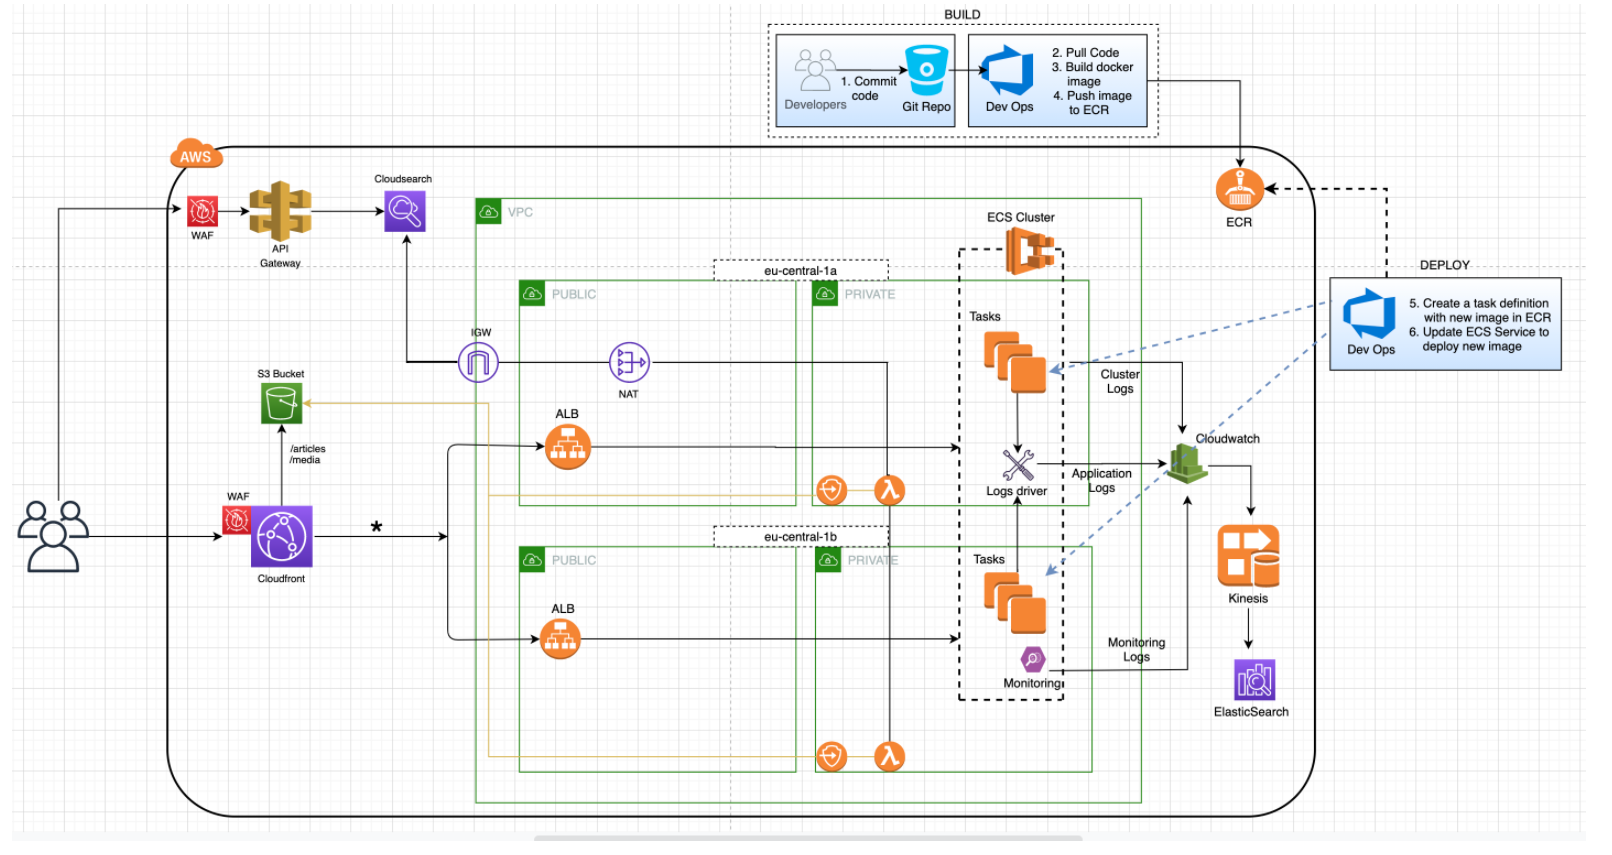 BUILD
1. Commit
code
Developers
Git Repo
Dev Ops
2. Pull Code
3. Build docker
image
4. Push image
to ECR
AWS
WAF
API
Gateway
Cloudsearch
VPC
ECS Cluster
ECR
DEPLOY
Dev Ops
5. Create a task definition
with new image in ECR
6. Update ECS Service to
deploy new image
eu-central-1a
PUBLIC
PRIVATE
IGW
NAT
Tasks
Cluster
Logs
S3 Bucket
/articles
/media
ALB
Cloudwatch
Logs driver
Application
Logs
WAF
Cloudfront
*
eu-central-1b
PUBLIC
PRIVATE
Tasks
Kinesis
ALB
Monitoring
Logs
Monitoring
ElasticSearch